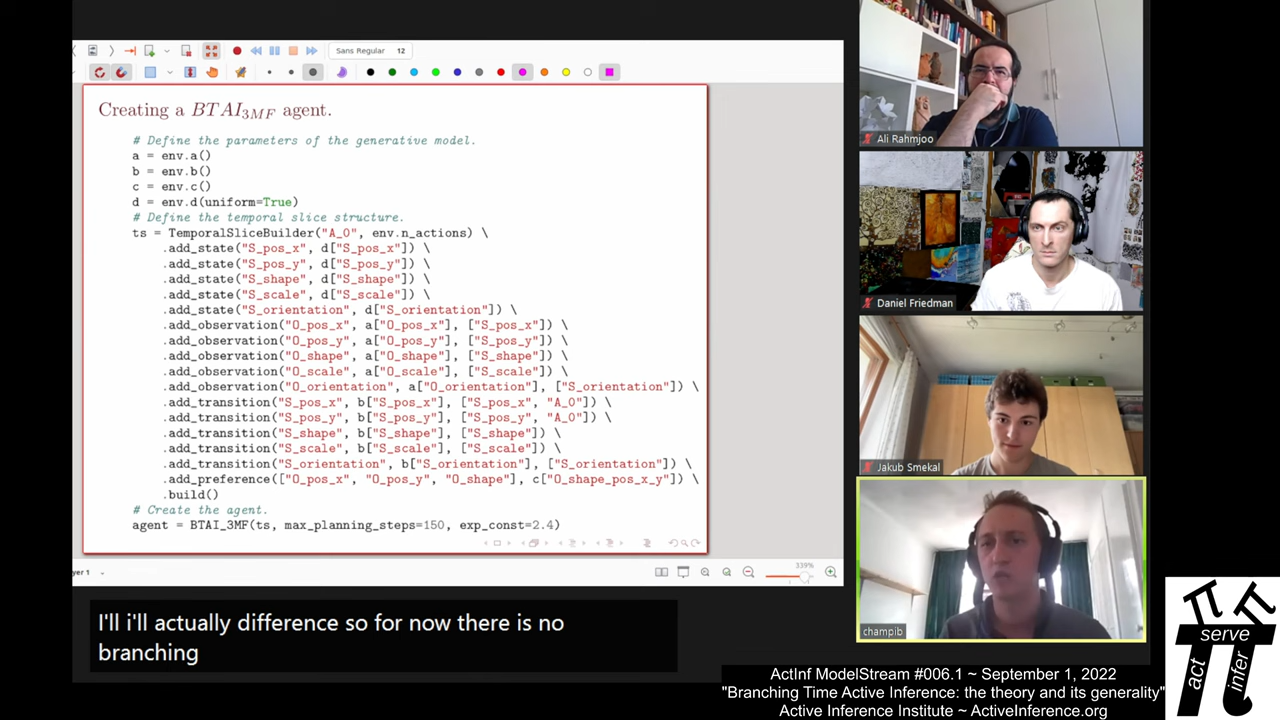 Sans Regular 12
Creating a BTAI3MF agent.
# Define the parameters of the generative model.
a = env.a()
b = env.b()
c = env.c()
d = env.d(uniform=True)
# Define the temporal slice structure.
ts = TemporalSliceBuilder("A_0", env.n_actions) \
.add_state("S_pos_x", d["S_pos_x"]) \
.add_state("S_pos_y", d["S_pos_y"]) \
.add_state("S_shape", d["S_shape"]) \
.add_state("S_scale", d["S_scale"]) \
.add_state("S_orientation", d["S_orientation"]) \
.add_observation("O_pos_x", a["O_pos_x"], ["S_pos_x"]) \
.add_observation("O_pos_y", a["O_pos_y"], ["S_pos_y"]) \
.add_observation("O_shape", a["O_shape"], ["S_shape"]) \
.add_observation("O_scale", a["O_scale"], ["S_scale"]) \
.add_observation("O_orientation", a["O_orientation"], ["S_orientation"]) \
.add_transition("S_pos_x", b["S_pos_x"], ["S_pos_x", "A_0"]) \
.add_transition("S_pos_y", b["S_pos_y"], ["S_pos_y", "A_0"]) \
.add_transition("S_shape", b["S_shape"], ["S_shape"]) \
.add_transition("S_scale", b["S_scale"], ["S_scale"]) \
.add_transition("S_orientation", b["S_orientation"], ["S_orientation"]) \
.add_preference(["O_pos_x", "O_pos_y", "O_shape"], c["O_shape_pos_x_y"]) \
.build()
# Create the agent.
agent = BTAI_3MF(ts, max_planning_steps=150, exp_const=2.4)
yer 1
339%
I'll i'll actually difference so for now there is no
branching
Ali Rahmjoo
Daniel Friedman
Jakub Smekal
champib
ActInf ModelStream #006.1 ~ September 1, 2022
"Branching Time Active Inference: the theory and its generality"
Active Inference Institute ~ ActiveInference.org
π π
serve
π
act
infer